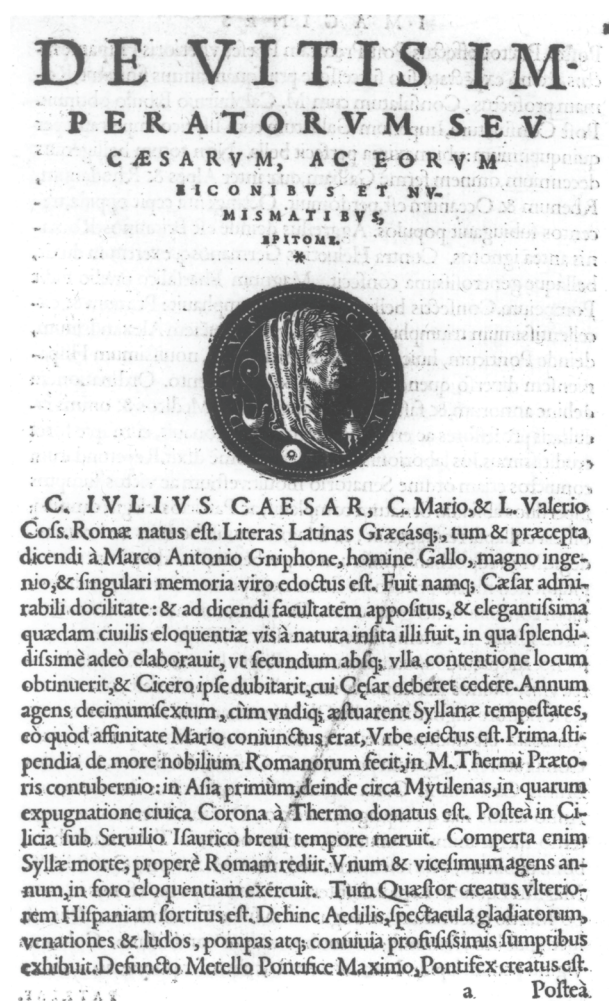 DE VITIS IM
PERATORVM SEV
CÆSARVM, AC EORVM
EICONIBVS ET NV-
MISMATIBVS,
EPITOME.
*
DIVVS CAESAR
C. IVLIVS CAESAR, C. Mario, & L. Valerio
Coſſ. Romæ natus eſt. Literas Latinas Græcáſq;, tum & præcepta
dicendi à Marco Antonio Gniphone, homine Gallo, magno inge-
nio, & ſingulari memoria viro edoctus eſt. Fuit namq; Cæſar admi-
rabili docilitate: & ad dicendi facultatem appoſitus, & elegantiſsima
quædam ciuilis eloquentiæ vis à natura inſita illi fuit, in qua ſplendi-
diſsimè adeò elaborauit, vt ſecundum abſq; vlla contentione locum
obtinuerit, & Cicero ipſe dubitarit, cui Cęſar deberet cedere. Annum
agens decimumſextum, cùm vndiq; æſtuarent Syllanæ tempeſtates,
eò quòd affinitate Mario coniunctus erat, Vrbe eiectus eſt. Prima ſti-
pendia de more nobilium Romanorum fecit, in M. Thermi Præto-
ris contubernio: in Aſia primùm, deinde circa Mytilenas, in quarum
expugnatione ciuica Corona à Thermo donatus eſt. Poſteà in Ci-
licia ſub Seruilio Iſaurico breui tempore meruit. Comperta enim
Syllæ morte, properè Romam rediit. Vnum & viceſimum agens an-
num, in foro eloquentiam exercuit. Tum Quæſtor creatus vlterio-
rem Hiſpaniam ſortitus eſt. Dehinc Aedilis, ſpectacula gladiatorum,
venationes & ludos, pompas atq; conuiuia profuſiſsimis ſumptibus
exhibuit. Defuncto Metello Pontifice Maximo, Pontifex creatus eſt.
a Poſteà